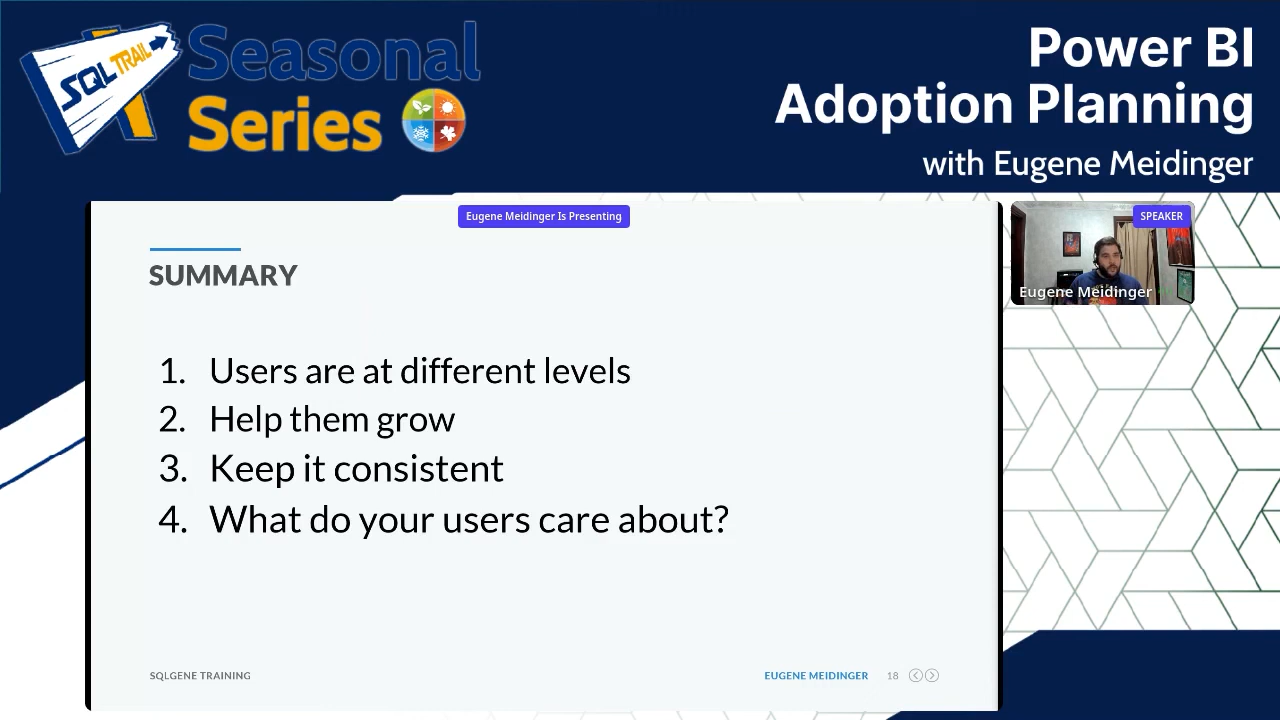 SQL TRAIL
Seasonal
Series
Power BI
Adoption Planning
with Eugene Meidinger
Eugene Meidinger Is Presenting
SPEAKER
Eugene Meidinger
SUMMARY
1. Users are at different levels
2. Help them grow
3. Keep it consistent
4. What do your users care about?
SQLGENE TRAINING
EUGENE MEIDINGER 18